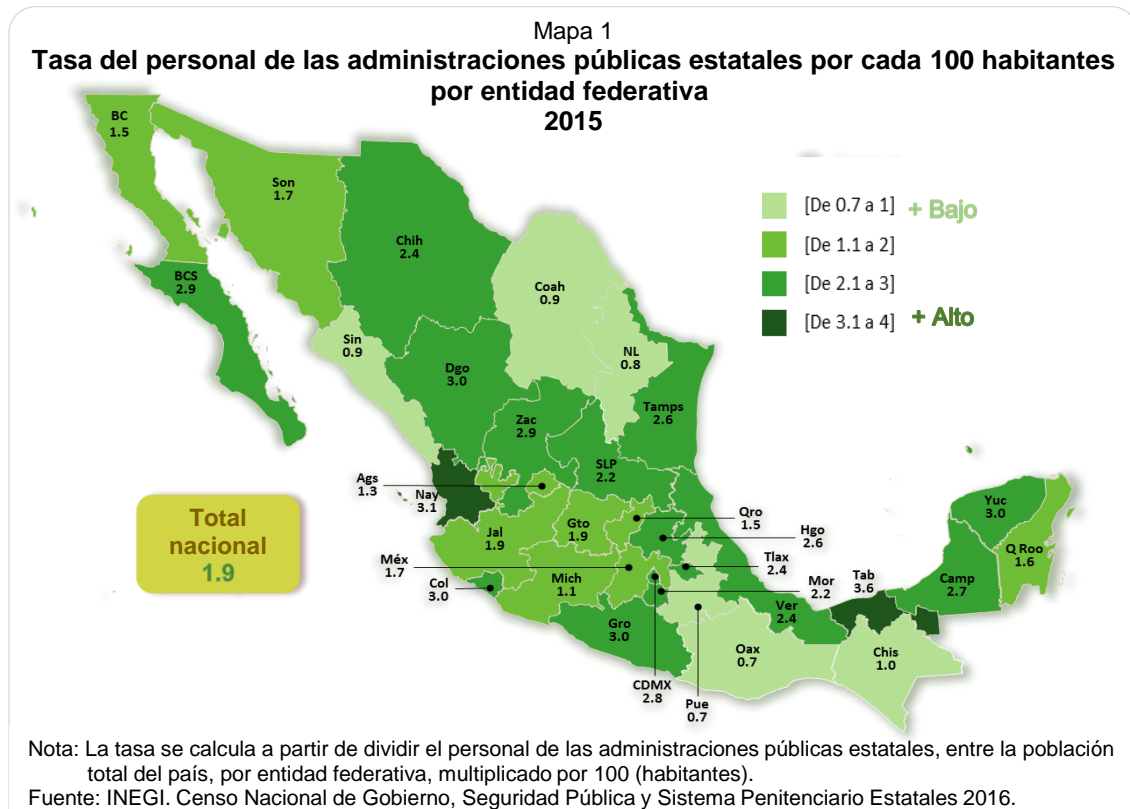 Mapa 1
Tasa del personal de las administraciones públicas estatales por cada 100 habitantes
por entidad federativa
2015
BC
1.5
Son
1.7
Chih
2.4
BCS
2.9
Coah
0.9
Sin
0.9
NL
0.8
Dgo
3.0
Tamps
2.6
Zac
2.9
SLP
2.2
Ags
1.3
Nay
3.1
Jal
1.9
Gto
1.9
Qro
1.5
Hgo
2.6
Tlax
2.4
Méx
1.7
Col
3.0
Mich
1.1
Mor
2.2
Tab
3.6
Yuc
3.0
Q Roo
1.6
Camp
2.7
Ver
2.4
Gro
3.0
Oax
0.7
Chis
1.0
CDMX
2.8
Pue
0.7
[De 0.7 a 1] + Bajo
[De 1.1 a 2]
[De 2.1 a 3]
[De 3.1 a 4] + Alto
Total
nacional
1.9
Nota: La tasa se calcula a partir de dividir el personal de las administraciones públicas estatales, entre la población
total del país, por entidad federativa, multiplicado por 100 (habitantes).
Fuente: INEGI. Censo Nacional de Gobierno, Seguridad Pública y Sistema Penitenciario Estatales 2016.